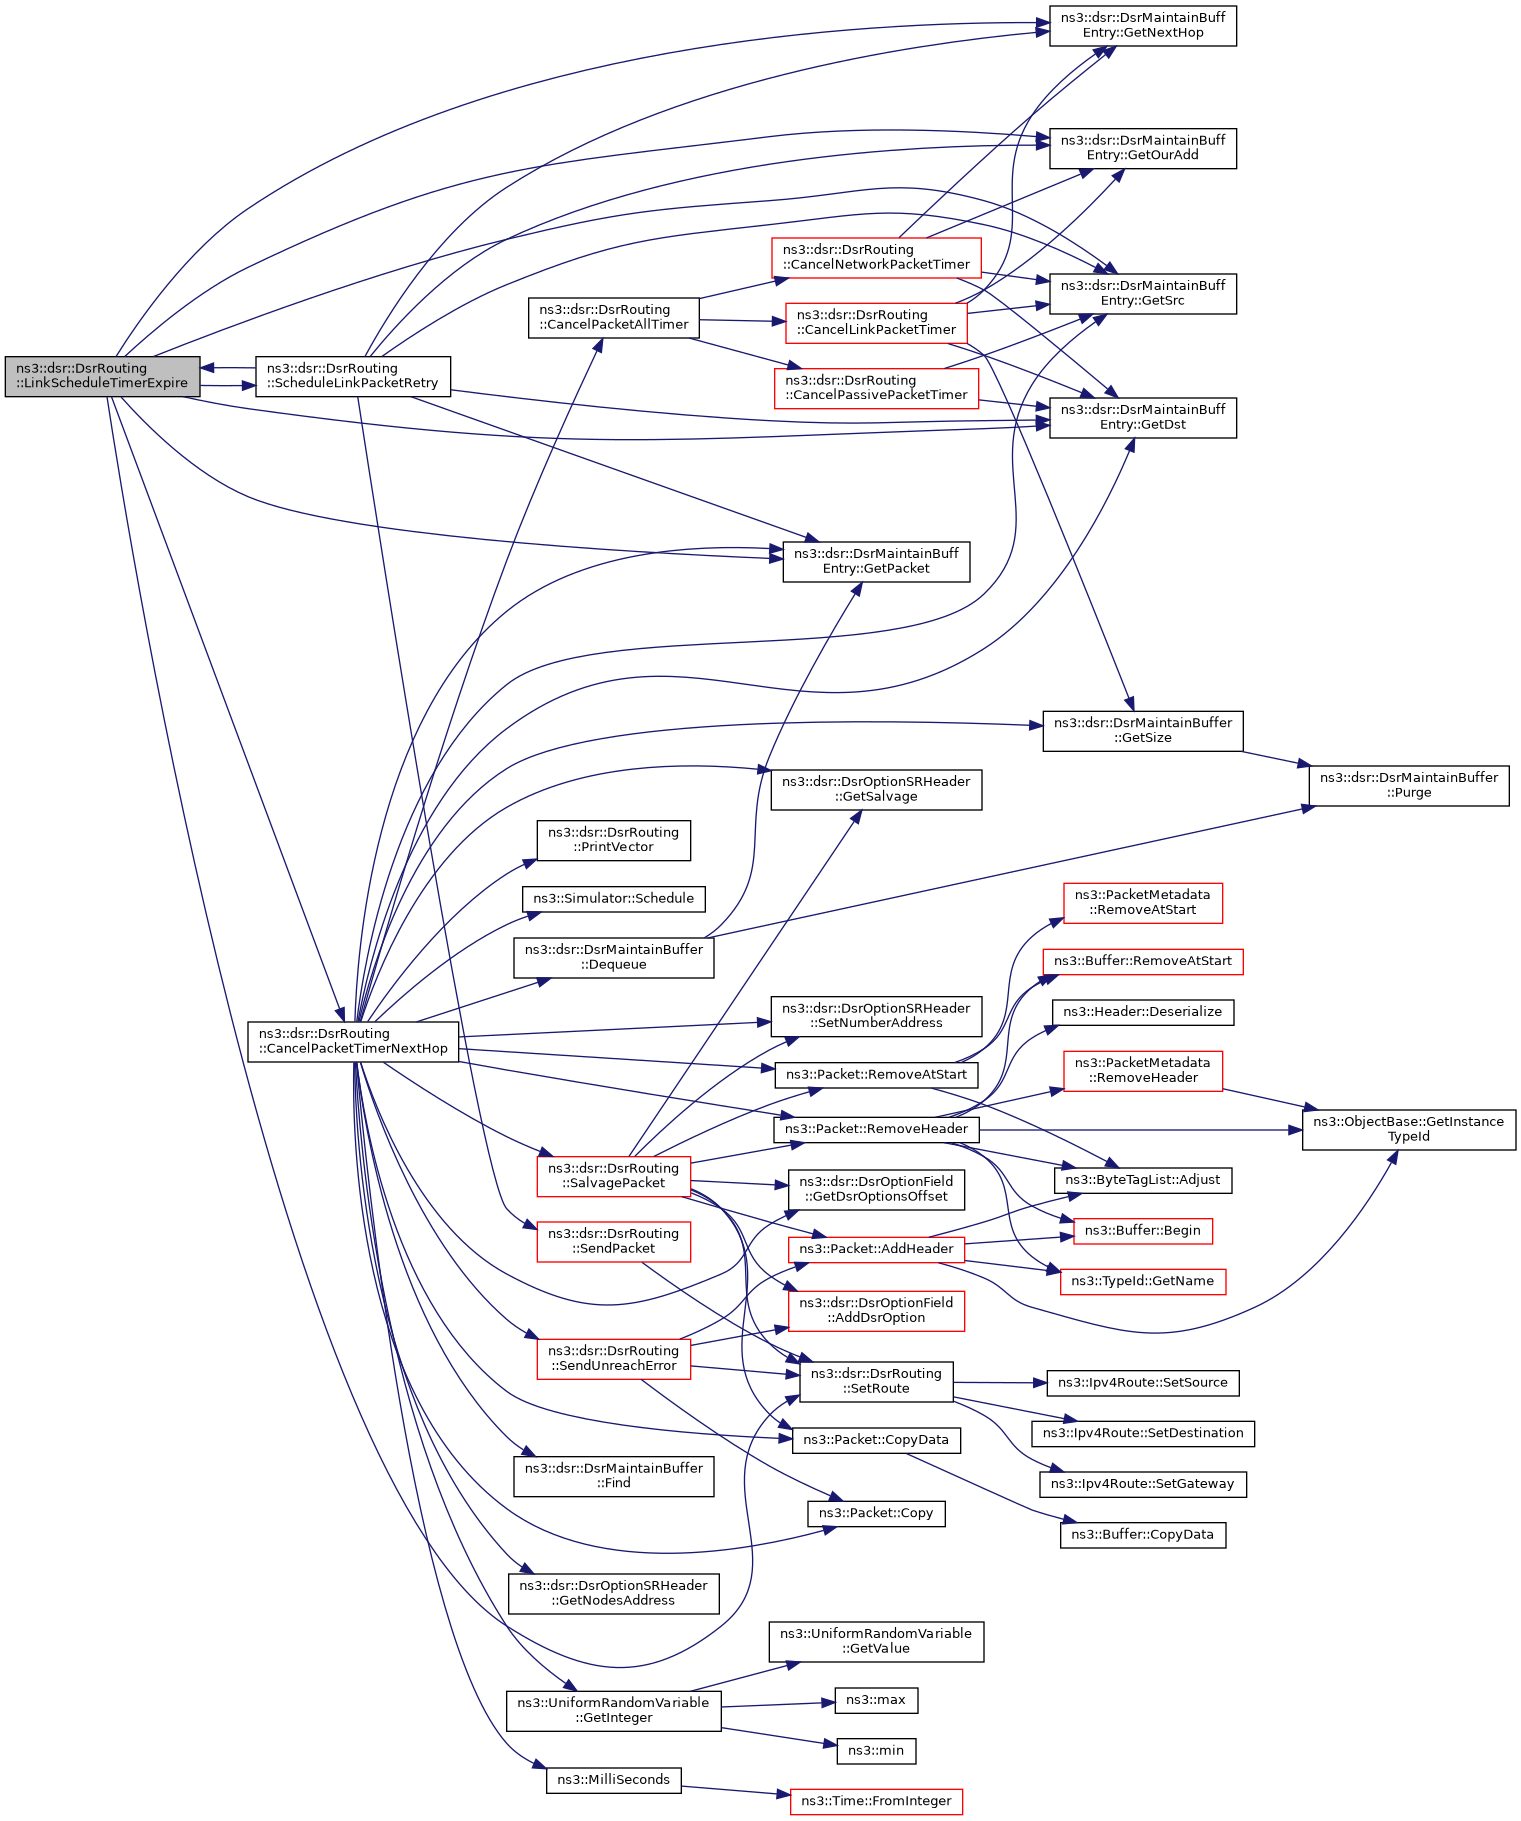 ns3::dsr::DsrMaintainBuff
Entry::GetNextHop
ns3::dsr::DsrMaintainBuff
Entry::GetOurAdd
ns3::dsr::DsrRouting
::CancelNetworkPacketTimer
ns3::dsr::DsrMaintainBuff
Entry::GetSrc
ns3::dsr::DsrRouting
::CancelPacketAllTimer
ns3::dsr::DsrRouting
::CancelLinkPacketTimer
ns3::dsr::DsrRouting
::LinkScheduleTimerExpire
ns3::dsr::DsrRouting
::ScheduleLinkPacketRetry
ns3::dsr::DsrRouting
::CancelPassivePacketTimer
ns3::dsr::DsrMaintainBuff
Entry::GetDst
ns3::dsr::DsrMaintainBuff
Entry::GetPacket
ns3::dsr::DsrMaintainBuffer
::GetSize
ns3::dsr::DsrMaintainBuffer
::Purge
ns3::dsr::DsrOptionSRHeader
::GetSalvage
ns3::dsr::DsrRouting
::PrintVector
ns3::Simulator::Schedule
ns3::PacketMetadata
::RemoveAtStart
ns3::dsr::DsrMaintainBuffer
::Dequeue
ns3::Buffer::RemoveAtStart
ns3::dsr::DsrOptionSRHeader
::SetNumberAddress
ns3::Header::Deserialize
ns3::dsr::DsrRouting
::CancelPacketTimerNextHop
ns3::Packet::RemoveAtStart
ns3::PacketMetadata
::RemoveHeader
ns3::Packet::RemoveHeader
ns3::ObjectBase::GetInstance
TypeId
ns3::dsr::DsrRouting
::SalvagePacket
ns3::dsr::DsrOptionField
::GetDsrOptionsOffset
ns3::ByteTagList::Adjust
ns3::dsr::DsrRouting
::SendPacket
ns3::Packet::AddHeader
ns3::Buffer::Begin
ns3::TypeId::GetName
ns3::dsr::DsrOptionField
::AddDsrOption
ns3::dsr::DsrRouting
::SendUnreachError
ns3::dsr::DsrRouting
::SetRoute
ns3::Ipv4Route::SetSource
ns3::Ipv4Route::SetDestination
ns3::Packet::CopyData
ns3::dsr::DsrMaintainBuffer
::Find
ns3::Ipv4Route::SetGateway
ns3::Packet::Copy
ns3::Buffer::CopyData
ns3::dsr::DsrOptionSRHeader
::GetNodesAddress
ns3::UniformRandomVariable
::GetValue
ns3::UniformRandomVariable
::GetInteger
ns3::max
ns3::min
ns3::MilliSeconds
ns3::Time::FromInteger